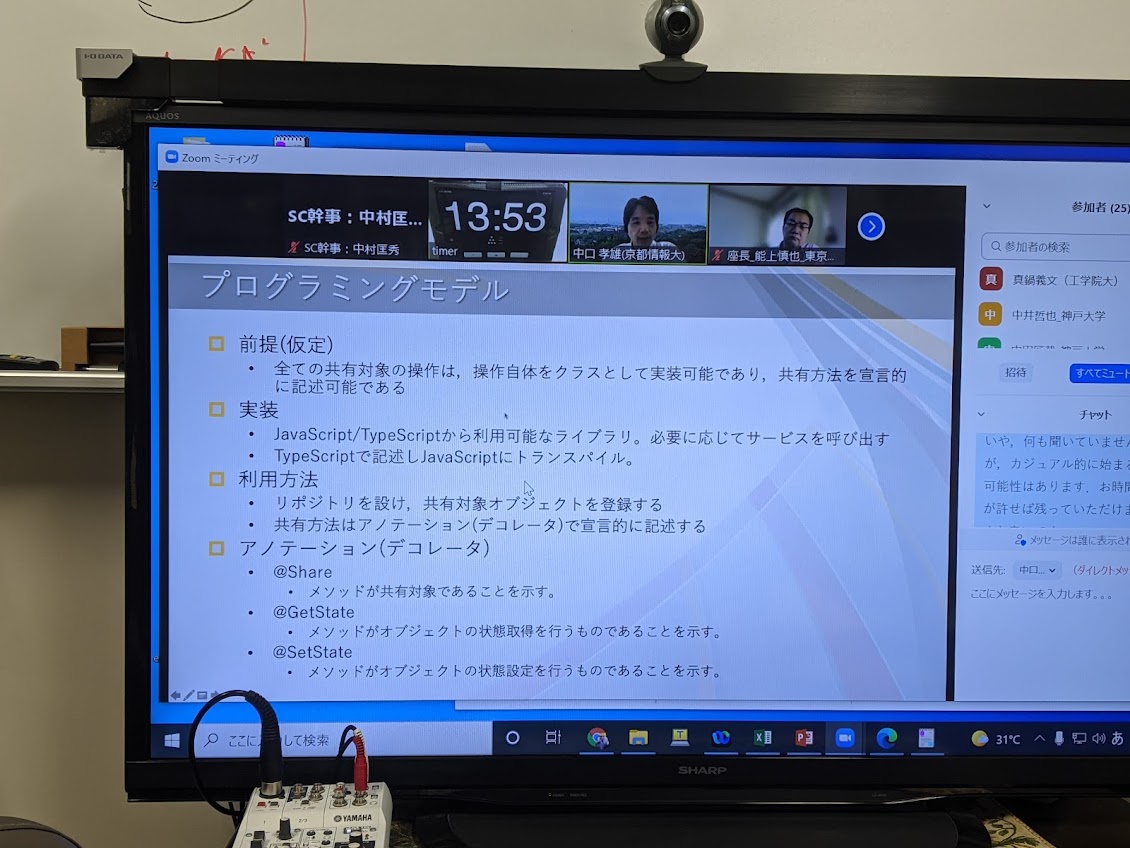 I-O DATA
AQUOS
Zoom ミーティング
SC幹事：中村匡...
SC幹事：中村匡秀
13:53
timer
中口 孝雄(京都情報大)
座長_能上慎也_東京...
参加者 (25)
参加者の検索
真
真鍋義文（工学院大）
中
中井哲也_神戸大学
招待
すべてミュート
チャット
いや，何も聞いていません
が，カジュアル的に始まる
可能性はあります．お時間
が許せば残っていただけま
メッセージは誰に表示され
送信先:
中口...
(ダイレクトメッ
ここにメッセージを入力します。。。
プログラミングモデル
前提(仮定)
• 全ての共有対象の操作は，操作自体をクラスとして実装可能であり，共有方法を宣言的
に記述可能である
実装
• JavaScript/TypeScriptから利用可能なライブラリ。必要に応じてサービスを呼び出す
• TypeScriptで記述しJavaScriptにトランスパイル。
利用方法
• リポジトリを設け，共有対象オブジェクトを登録する
• 共有方法はアノテーション(デコレータ)で宣言的に記述する
アノテーション(デコレータ)
• @Share
• メソッドが共有対象であることを示す。
• @GetState
• メソッドがオブジェクトの状態取得を行うものであることを示す。
• @SetState
• メソッドがオブジェクトの状態設定を行うものであることを示す。
ここに
して検索
31°C
あ
SHARP
YAMAHA